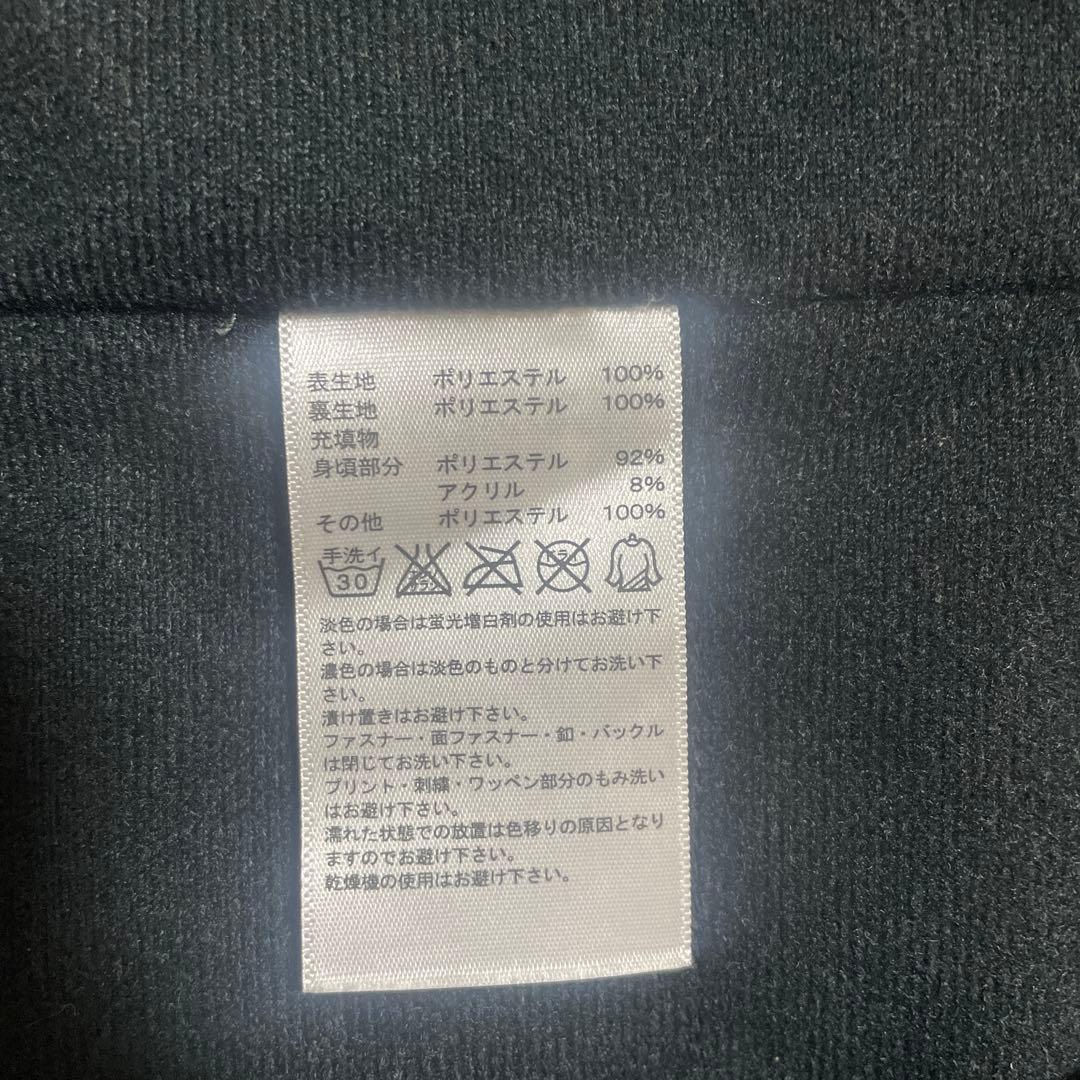 表生地 ポリエステル 100%
裏生地 ポリエステル 100%
充填物
身頃部分 ポリエステル 92%
アクリル 8%
その他 ポリエステル 100%
手洗イ
30
エンソサラシ
ドライ
淡色の場合は蛍光増白剤の使用はお避け下
さい。
濃色の場合は淡色のものと分けてお洗い下
さい。
漬け置きはお避け下さい。
ファスナー・面ファスナー・釦・バックル
は閉じてお洗い下さい。
プリント・刺繍・ワッペン部分のもみ洗い
はお避け下さい。
濡れた状態での放置は色移りの原因となり
ますのでお避け下さい。
乾燥機の使用はお避け下さい。